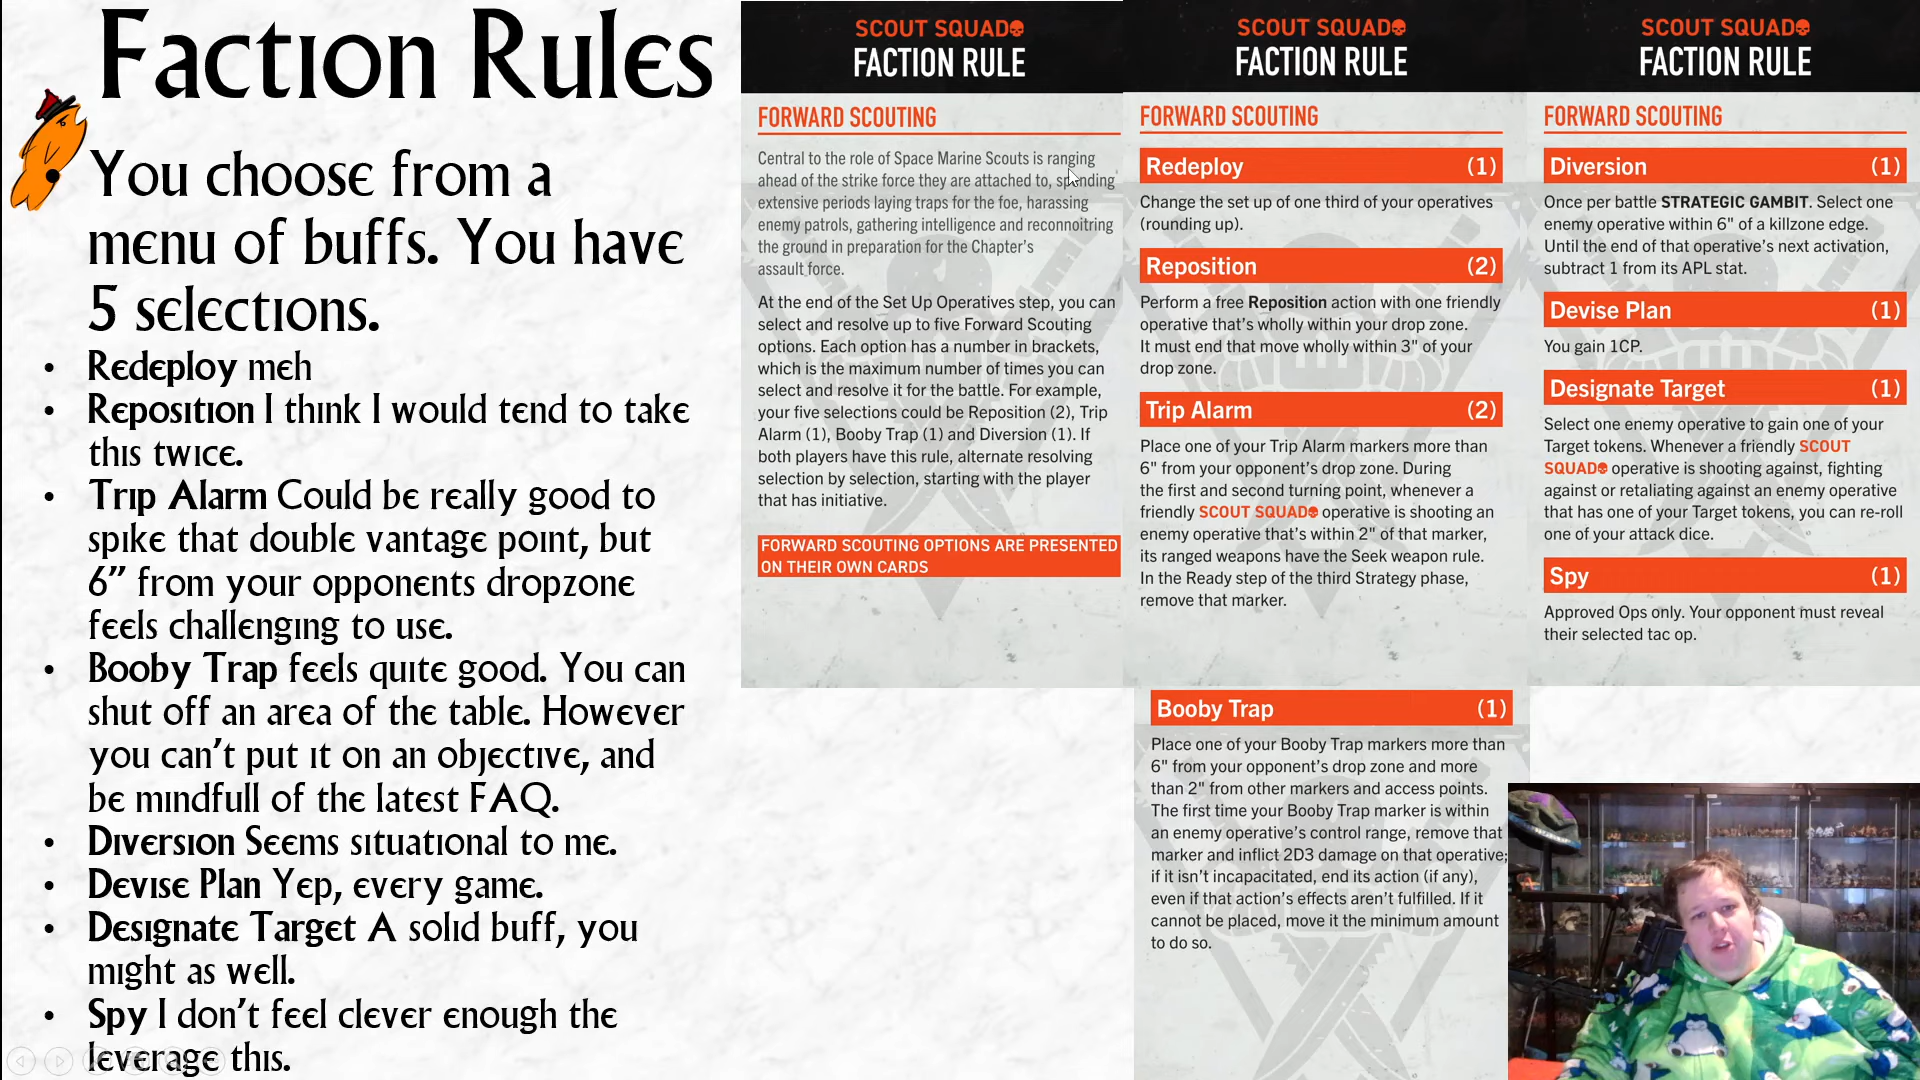 Faction Rules
You choose from a
menu of buffs. You have
5 selections.
• Redeploy meh
• Reposition I think I would tend to take
this twice.
• Trip Alarm Could be really good to
spike that double vantage point, but
6” from your opponents dropzone
feels challenging to use.
• Booby Trap feels quite good. You can
shut off an area of the table. However
you can’t put it on an objective, and
be mindfull of the latest FAQ.
• Diversion Seems situational to me.
• Devise Plan Yep, every game.
• Designate Target A solid buff, you
might as well.
• Spy I don’t feel clever enough the
leverage this.
SCOUT SQUAD
FACTION RULE
FORWARD SCOUTING
Central to the role of Space Marine Scouts is ranging
ahead of the strike force they are attached to, spending
extensive periods laying traps for the foe, harassing
enemy patrols, gathering intelligence and reconnoitring
the ground in preparation for the Chapter’s
assault force.
At the end of the Set Up Operatives step, you can
select and resolve up to five Forward Scouting
options. Each option has a number in brackets,
which is the maximum number of times you can
select and resolve it for the battle. For example,
your five selections could be Reposition (2), Trip
Alarm (1), Booby Trap (1) and Diversion (1). If
both players have this rule, alternate resolving
selection by selection, starting with the player
that has initiative.
FORWARD SCOUTING OPTIONS ARE PRESENTED
ON THEIR OWN CARDS
SCOUT SQUAD
FACTION RULE
FORWARD SCOUTING
Redeploy (1)
Change the set up of one third of your operatives
(rounding up).
Reposition (2)
Perform a free Reposition action with one friendly
operative that’s wholly within your drop zone.
It must end that move wholly within 3" of your
drop zone.
Trip Alarm (2)
Place one of your Trip Alarm markers more than
6" from your opponent’s drop zone. During
the first and second turning point, whenever a
friendly SCOUT SQUAD operative is shooting an
enemy operative that’s within 2" of that marker,
its ranged weapons have the Seek weapon rule.
In the Ready step of the third Strategy phase,
remove that marker.
Booby Trap (1)
Place one of your Booby Trap markers more than
6" from your opponent’s drop zone and more
than 2" from other markers and access points.
The first time your Booby Trap marker is within
an enemy operative’s control range, remove that
marker and inflict 2D3 damage on that operative;
if it isn’t incapacitated, end its action (if any),
even if that action’s effects aren’t fulfilled. If it
cannot be placed, move it the minimum amount
to do so.
SCOUT SQUAD
FACTION RULE
FORWARD SCOUTING
Diversion (1)
Once per battle STRATEGIC GAMBIT. Select one
enemy operative within 6" of a killzone edge.
Until the end of that operative’s next activation,
subtract 1 from its APL stat.
Devise Plan (1)
You gain 1CP.
Designate Target (1)
Select one enemy operative to gain one of your
Target tokens. Whenever a friendly SCOUT
SQUAD operative is shooting against, fighting
against or retaliating against an enemy operative
that has one of your Target tokens, you can re-roll
one of your attack dice.
Spy (1)
Approved Ops only. Your opponent must reveal
their selected tac op.